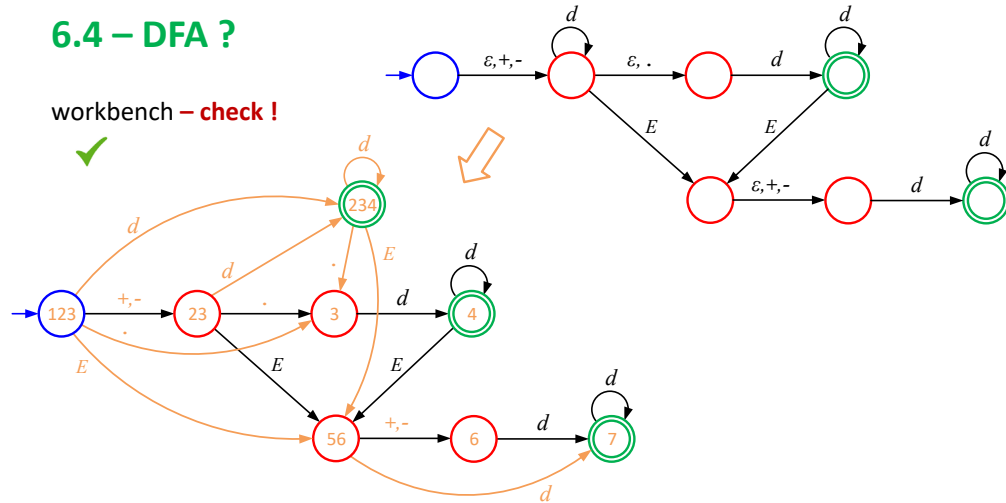 6.4 – DFA ?
workbench – check !
d
d
ε,+,-
ε, .
d
E
E
d
ε,+,-
d
d
234
d
d
E
.
d
123
+,-
23
.
3
d
4
.
E
E
E
56
+,-
6
d
d
7
d